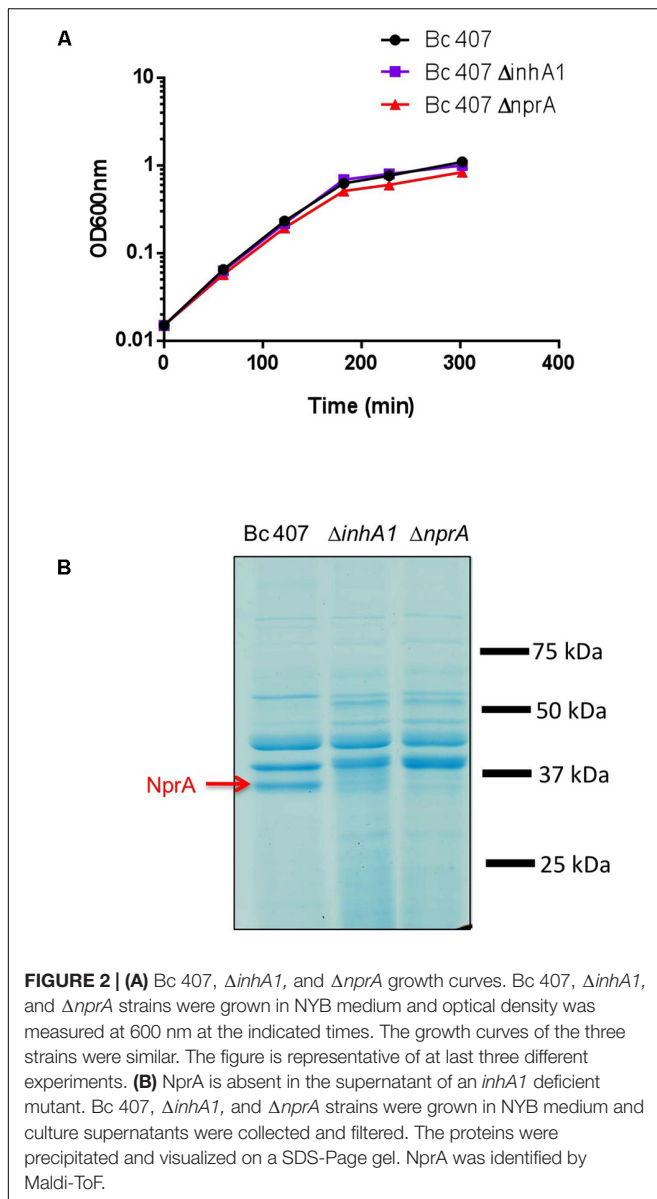 A
Bc 407
Bc 407 ΔinhA1
Bc 407 ΔnprA
10
1
0.1
0.01
OD600nm
0
100
200
300
400
Time (min)
B
Bc 407 ΔinhA1 ΔnprA
75 kDa
50 kDa
37 kDa
NprA
25 kDa
FIGURE 2 | (A) Bc 407, ΔinhA1, and ΔnprA growth curves. Bc 407, ΔinhA1,
and ΔnprA strains were grown in NYB medium and optical density was
measured at 600 nm at the indicated times. The growth curves of the three
strains were similar. The figure is representative of at last three different
experiments. (B) NprA is absent in the supernatant of an inhA1 deficient
mutant. Bc 407, ΔinhA1, and ΔnprA strains were grown in NYB medium and
culture supernatants were collected and filtered. The proteins were
precipitated and visualized on a SDS-Page gel. NprA was identified by
Maldi-ToF.